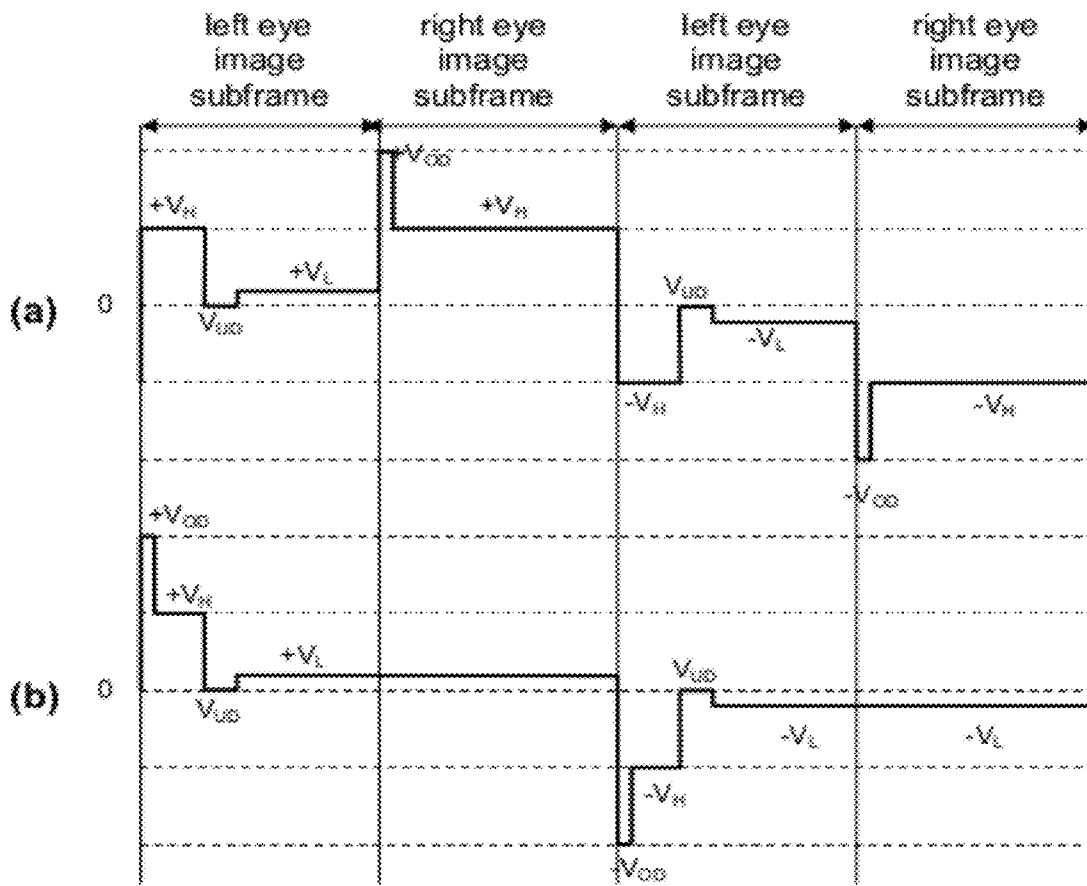 left eye image subframe
right eye image subframe
left eye image subframe
right eye image subframe
+V_OD
+V_H
+V_H
+V_L
V_UD
V_UD
(a)
0
-V_L
-V_H
-V_H
-V_OD
+V_OD
+V_H
+V_L
V_UD
(b)
0
V_UD
-V_L
-V_L
-V_H
-V_OD